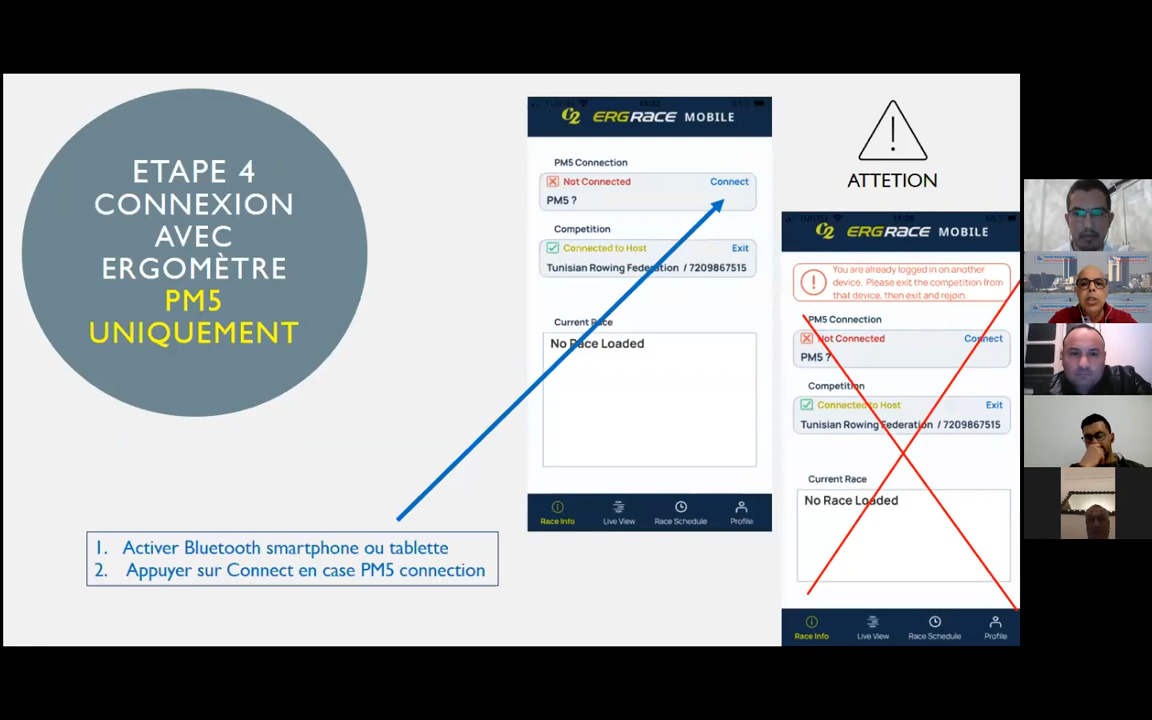 ETAPE 4
CONNEXION
AVEC
ERGOMÈTRE
PM5
UNIQUEMENT
1. Activer Bluetooth smartphone ou tablette
2. Appuyer sur Connect en case PM5 connection
C2 ERGRACE MOBILE
PM5 Connection
Not Connected Connect
PM5 ?
Competition
Connected to Host Exit
Tunisian Rowing Federation / 7209867515
Current Race
No Race Loaded
Race Info Live View Race Schedule Profile
ATTETION
C2 ERGRACE MOBILE
You are already logged in on another
device. Please exit the competition from
that device, then exit and rejoin.
PM5 Connection
Not Connected Connect
PM5 ?
Competition
Connected to Host Exit
Tunisian Rowing Federation / 7209867515
Current Race
No Race Loaded
Race Info Live View Race Schedule Profile